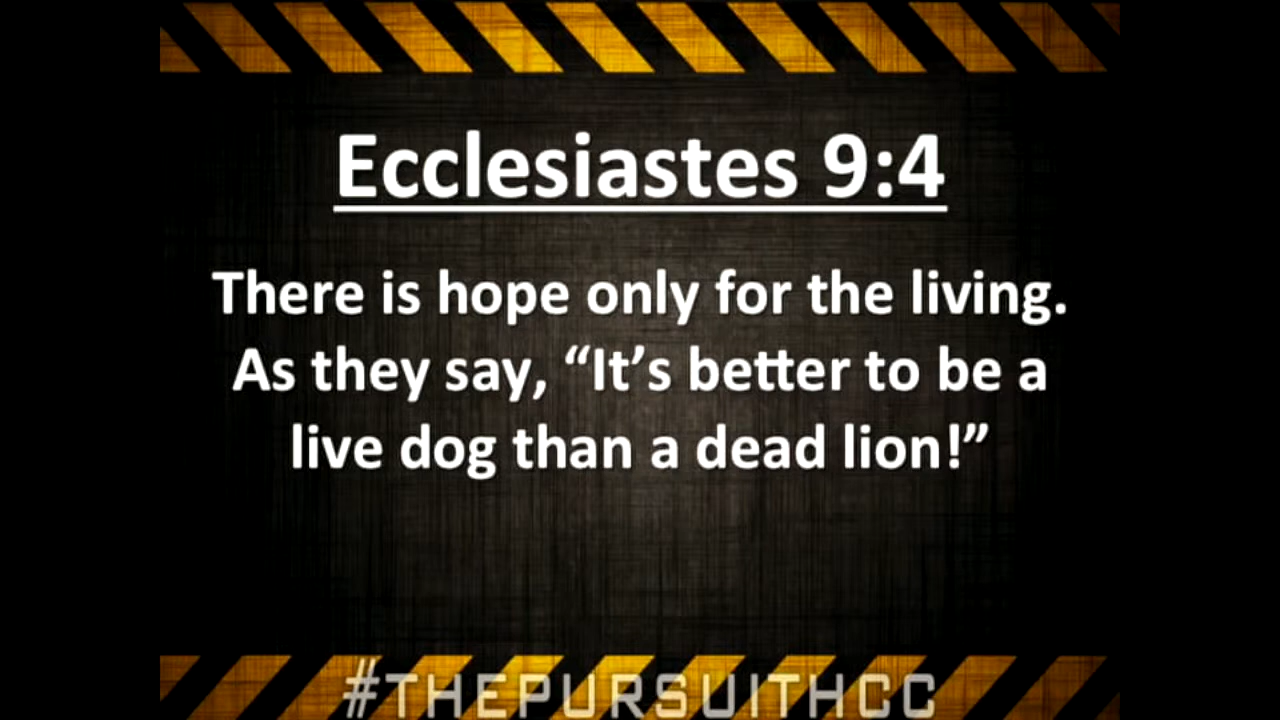 Ecclesiastes 9:4
There is hope only for the living.
As they say, “It’s better to be a
live dog than a dead lion!”
#THEPURSUITHCC